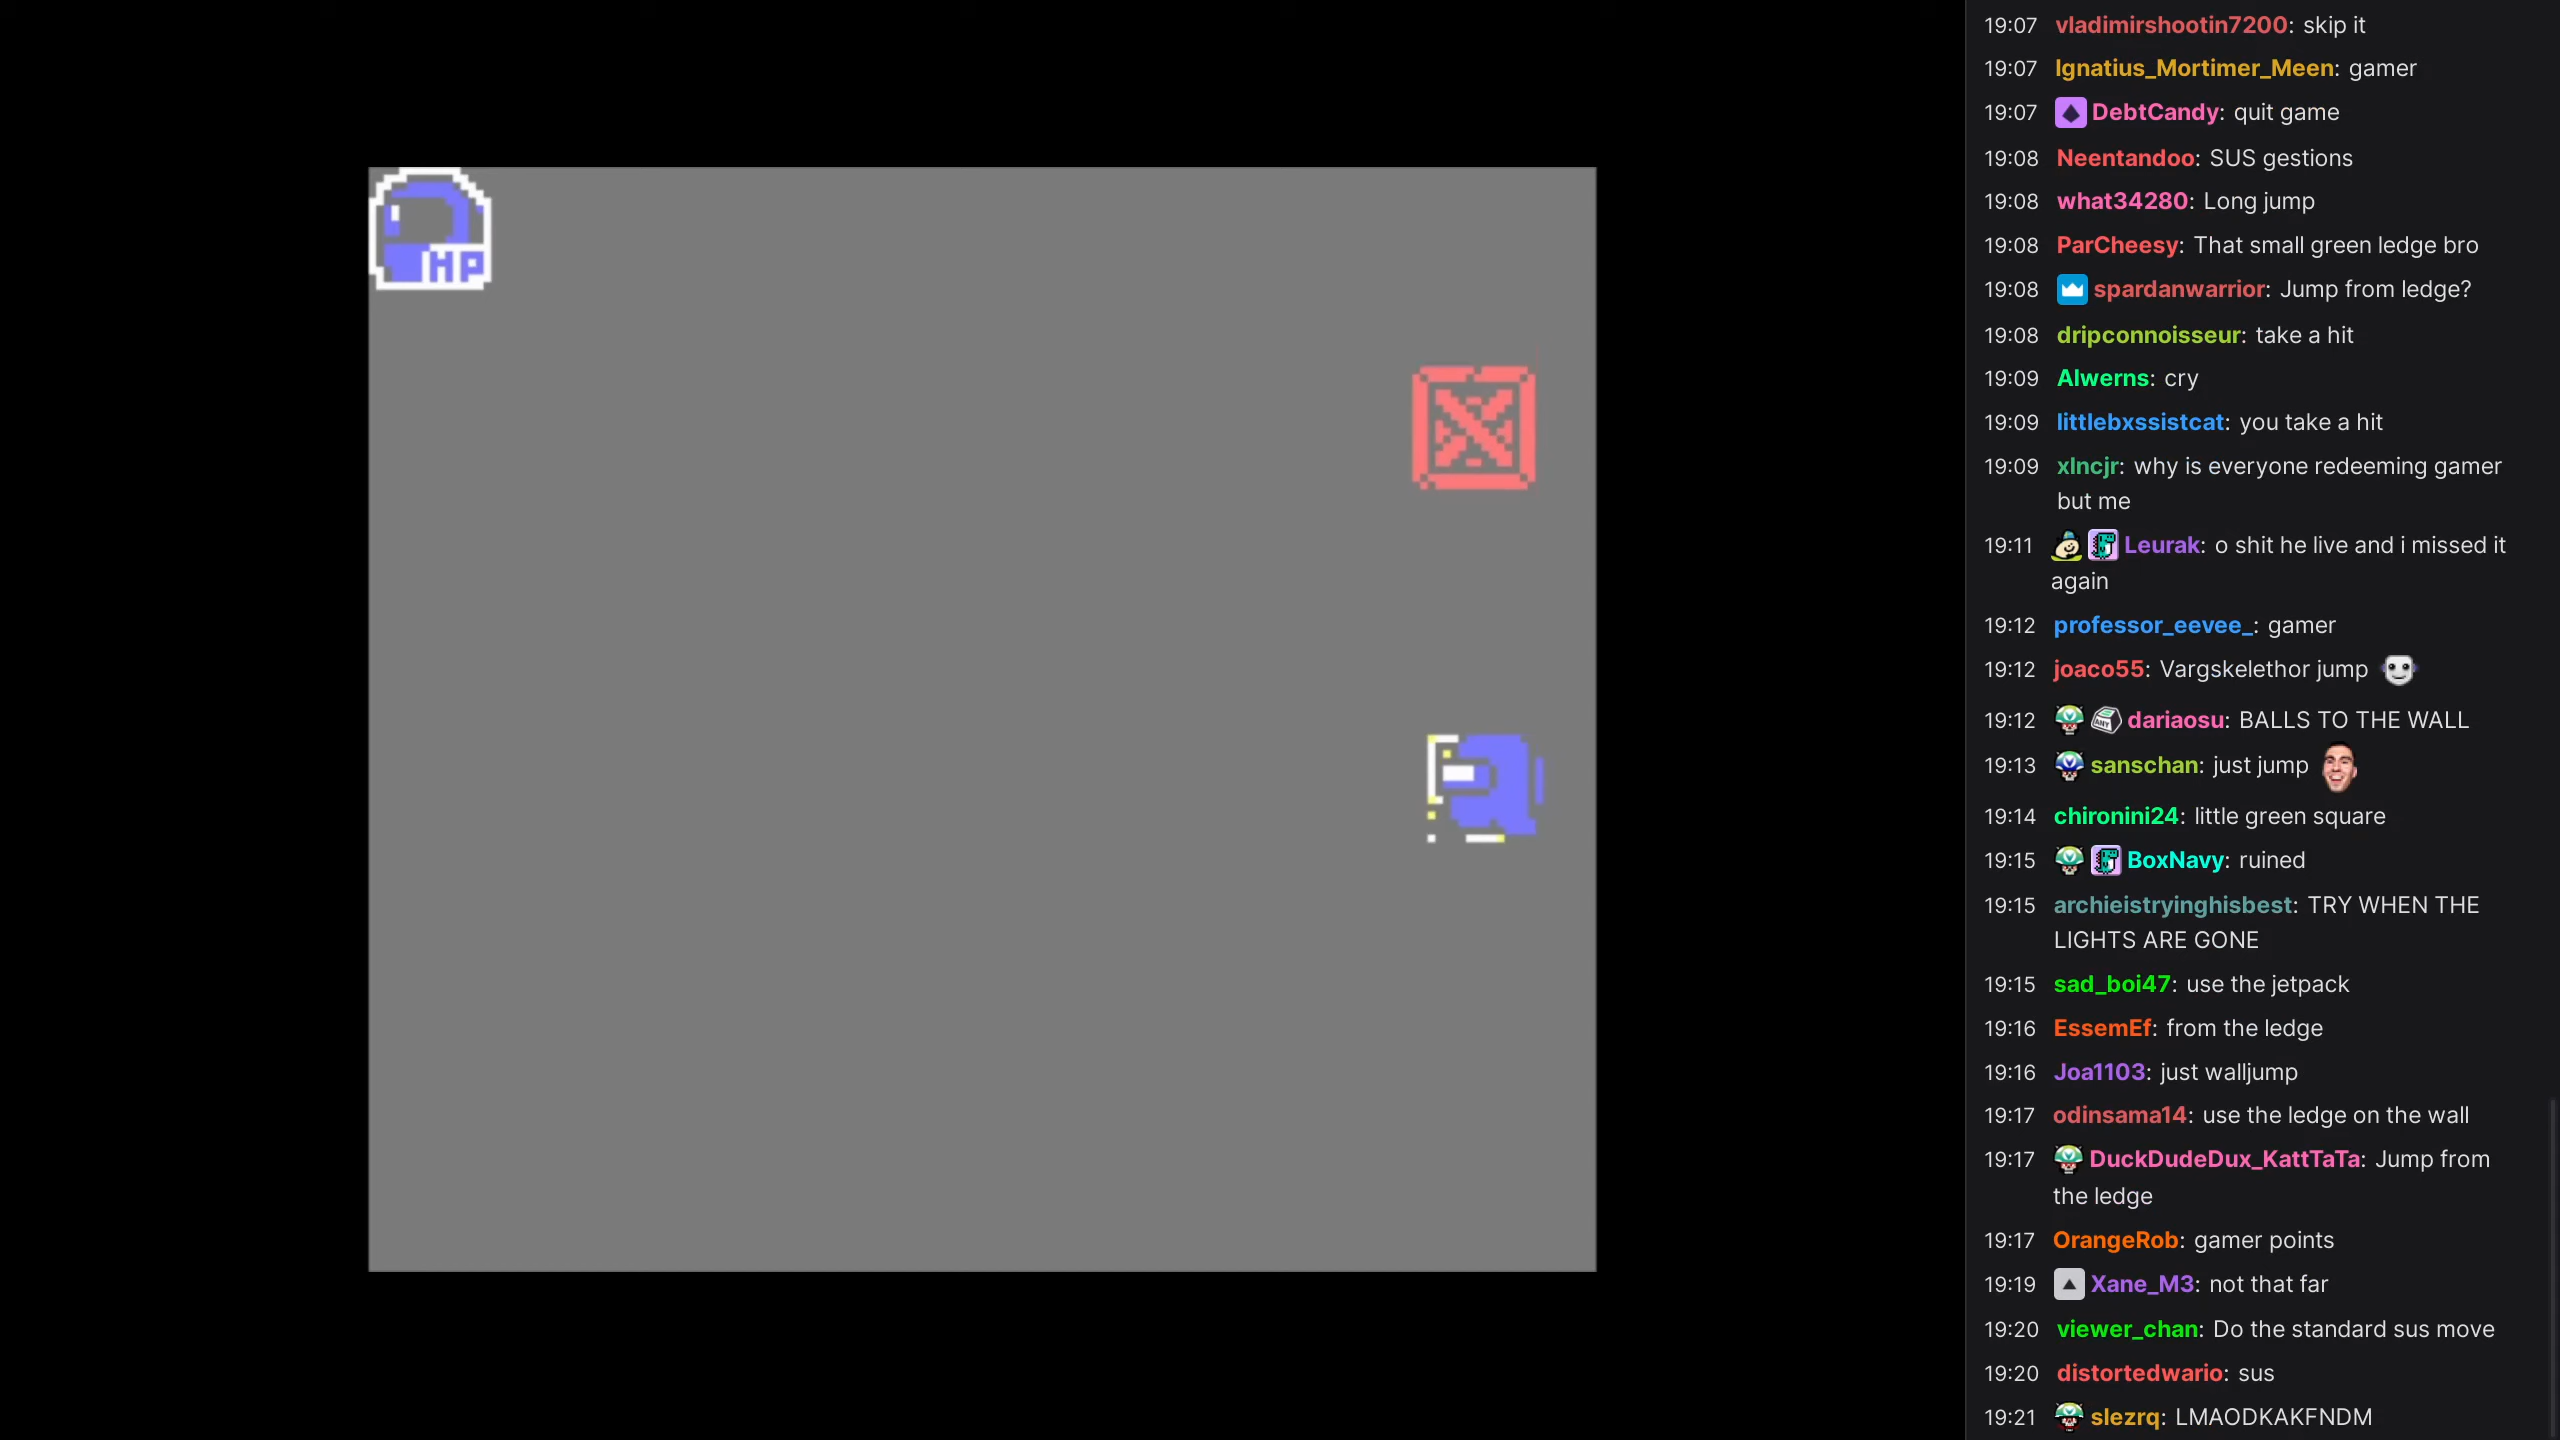 HP
19:07 vladimirshootin7200: skip it
19:07 Ignatius_Mortimer_Meen: gamer
19:07 DebtCandy: quit game
19:08 Neentandoo: SUS gestions
19:08 what34280: Long jump
19:08 ParCheesy: That small green ledge bro
19:08 spardanwarrior: Jump from ledge?
19:08 dripconnoisseur: take a hit
19:09 Alwerns: cry
19:09 littlebxssistcat: you take a hit
19:09 xlncjr: why is everyone redeeming gamer
but me
19:11 Leurak: o shit he live and i missed it
again
19:12 professor_eevee_: gamer
19:12 joaco55: Vargskelethor jump
19:12 dariaosu: BALLS TO THE WALL
19:13 sanschan: just jump
19:14 chironini24: little green square
19:15 BoxNavy: ruined
19:15 archieistryinghisbest: TRY WHEN THE
LIGHTS ARE GONE
19:15 sad_boi47: use the jetpack
19:16 EssemEf: from the ledge
19:16 Joa1103: just walljump
19:17 odinsama14: use the ledge on the wall
19:17 DuckDudeDux_KattTaTa: Jump from
the ledge
19:17 OrangeRob: gamer points
19:19 Xane_M3: not that far
19:20 viewer_chan: Do the standard sus move
19:20 distortedwario: sus
19:21 slezrq: LMAODKAKFNDM